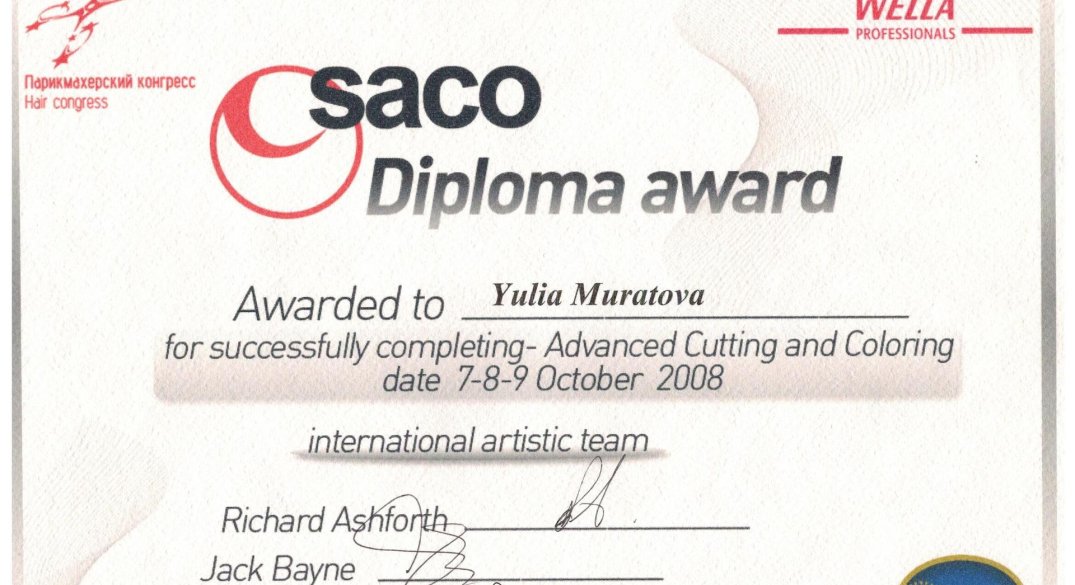 WELLA
PROFESSIONALS
Парикмахерский конгресс
Hair congress
saco
Diploma award
Awarded to Yulia Muratova
for successfully completing- Advanced Cutting and Coloring
date 7-8-9 October 2008
international artistic team
Richard Ashforth
Jack Bayne